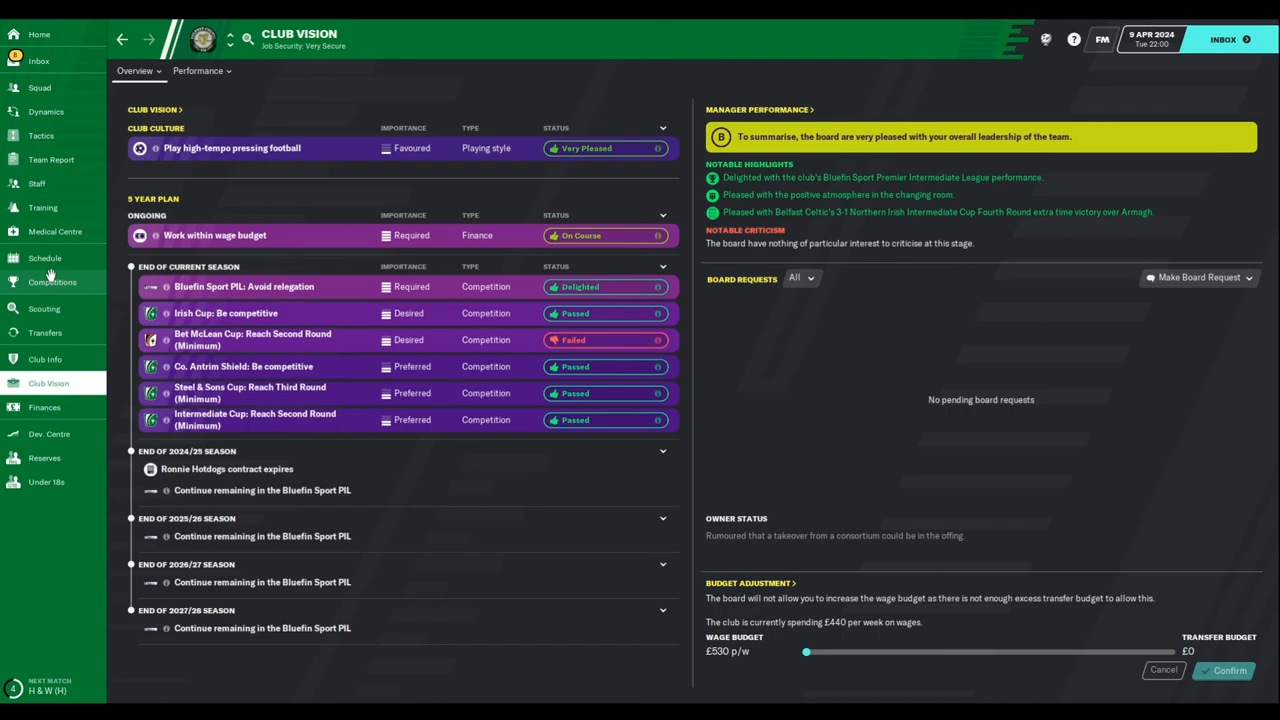 Home
8
Inbox
Squad
Dynamics
Tactics
Team Report
Staff
Training
Medical Centre
Schedule
Competitions
Scouting
Transfers
Club Info
Club Vision
Finances
Dev. Centre
Reserves
Under 18s
4
NEXT MATCH
H & W (H)
CLUB VISION
Job Security: Very Secure
?
FM
9 APR 2024
Tue 22:00
INBOX
Overview
Performance
CLUB VISION >
CLUB CULTURE IMPORTANCE TYPE STATUS
Play high-tempo pressing football Favoured Playing style Very Pleased
5 YEAR PLAN
ONGOING IMPORTANCE TYPE STATUS
Work within wage budget Required Finance On Course
END OF CURRENT SEASON IMPORTANCE TYPE STATUS
Bluefin Sport PIL: Avoid relegation Required Competition Delighted
Irish Cup: Be competitive Desired Competition Passed
Bet McLean Cup: Reach Second Round
(Minimum) Desired Competition Failed
Co. Antrim Shield: Be competitive Preferred Competition Passed
Steel & Sons Cup: Reach Third Round
(Minimum) Preferred Competition Passed
Intermediate Cup: Reach Second Round
(Minimum) Preferred Competition Passed
END OF 2024/25 SEASON
Ronnie Hotdogs contract expires
Continue remaining in the Bluefin Sport PIL
END OF 2025/26 SEASON
Continue remaining in the Bluefin Sport PIL
END OF 2026/27 SEASON
Continue remaining in the Bluefin Sport PIL
END OF 2027/28 SEASON
Continue remaining in the Bluefin Sport PIL
MANAGER PERFORMANCE >
B To summarise, the board are very pleased with your overall leadership of the team.
NOTABLE HIGHLIGHTS
Delighted with the club's Bluefin Sport Premier Intermediate League performance.
Pleased with the positive atmosphere in the changing room.
Pleased with Belfast Celtic's 3-1 Northern Irish Intermediate Cup Fourth Round extra time victory over Armagh.
NOTABLE CRITICISM
The board have nothing of particular interest to criticise at this stage.
BOARD REQUESTS All Make Board Request
No pending board requests
OWNER STATUS
Rumoured that a takeover from a consortium could be in the offing.
BUDGET ADJUSTMENT >
The board will not allow you to increase the wage budget as there is not enough excess transfer budget to allow this.
The club is currently spending £440 per week on wages.
WAGE BUDGET TRANSFER BUDGET
£530 p/w £0
Cancel Confirm